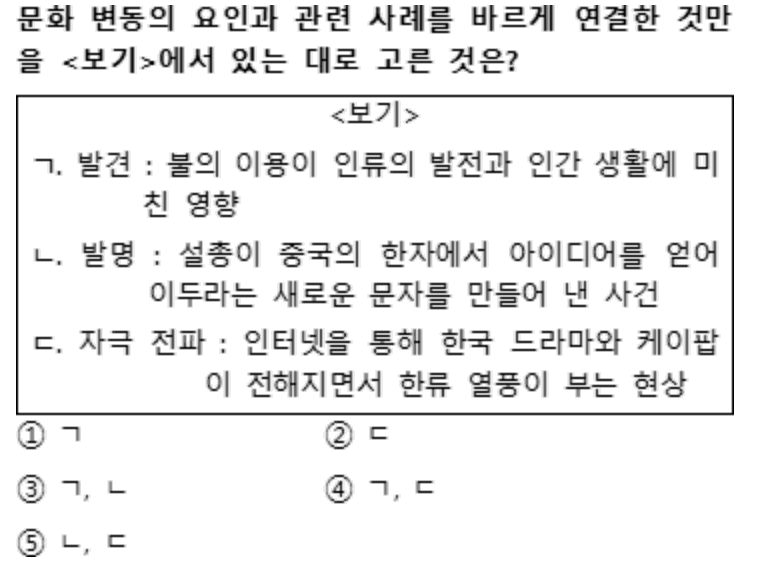 문화 변동의 요인과 관련 사례를 바르게 연결한 것만
을 <보기>에서 있는 대로 고른 것은?
<보기>
ㄱ. 발견 : 불의 이용이 인류의 발전과 인간 생활에 미
친 영향
ㄴ. 발명 : 설총이 중국의 한자에서 아이디어를 얻어
이두라는 새로운 문자를 만들어 낸 사건
ㄷ. 자극 전파 : 인터넷을 통해 한국 드라마와 케이팝
이 전해지면서 한류 열풍이 부는 현상
① ㄱ ② ㄷ
③ ㄱ, ㄴ ④ ㄱ, ㄷ
⑤ ㄴ, ㄷ